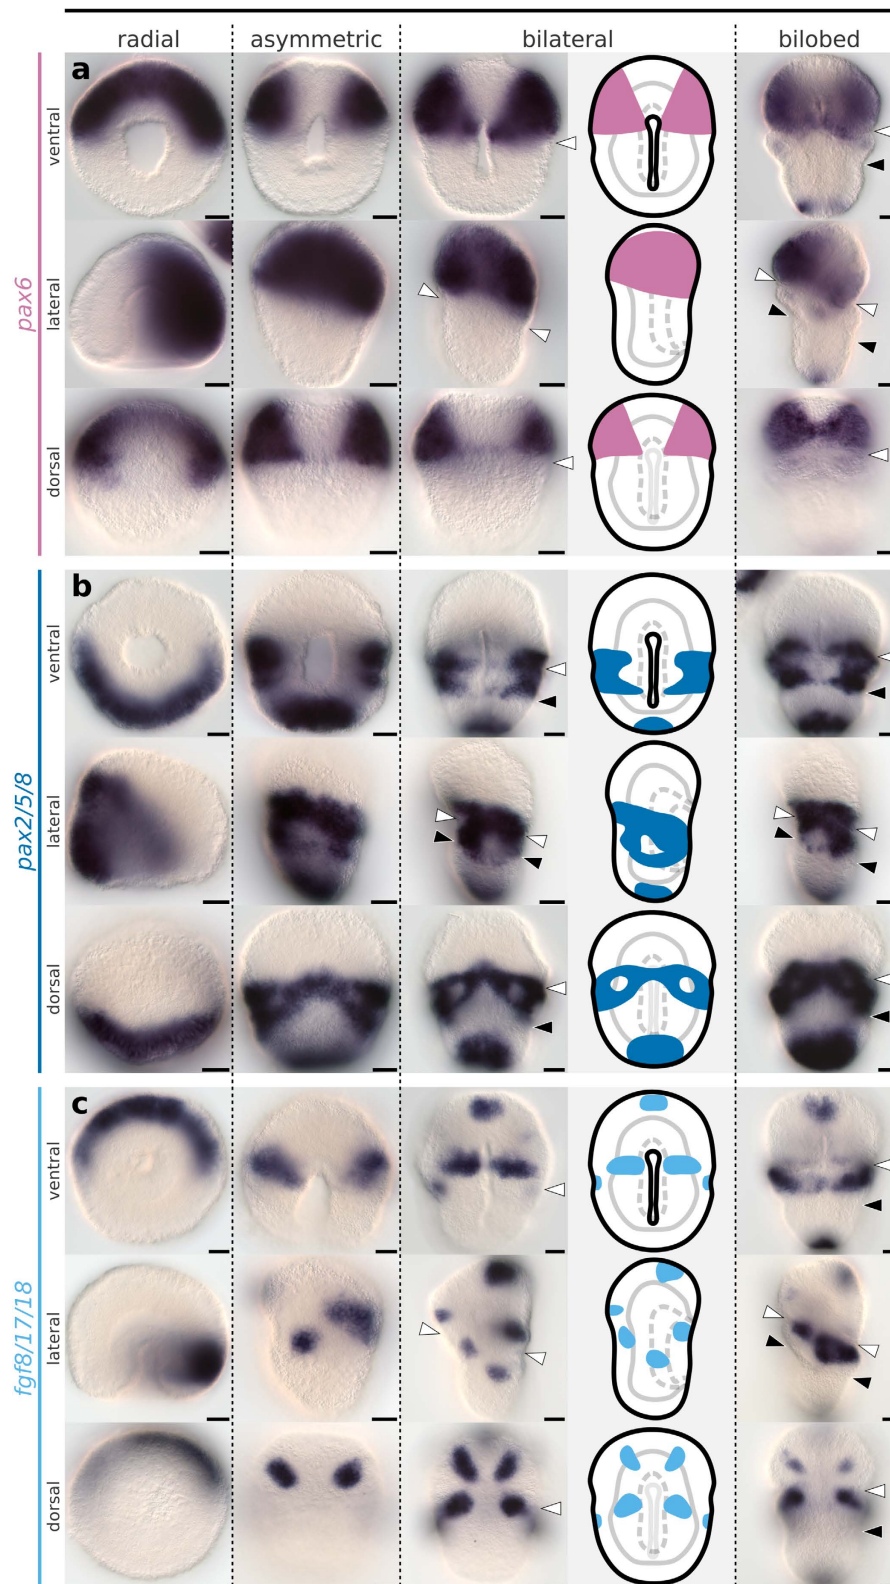 radial asymmetric bilateral bilobed
a
pax6
ventral
lateral
dorsal
b
pax2/5/8
ventral
lateral
dorsal
c
fgf8/17/18
ventral
lateral
dorsal